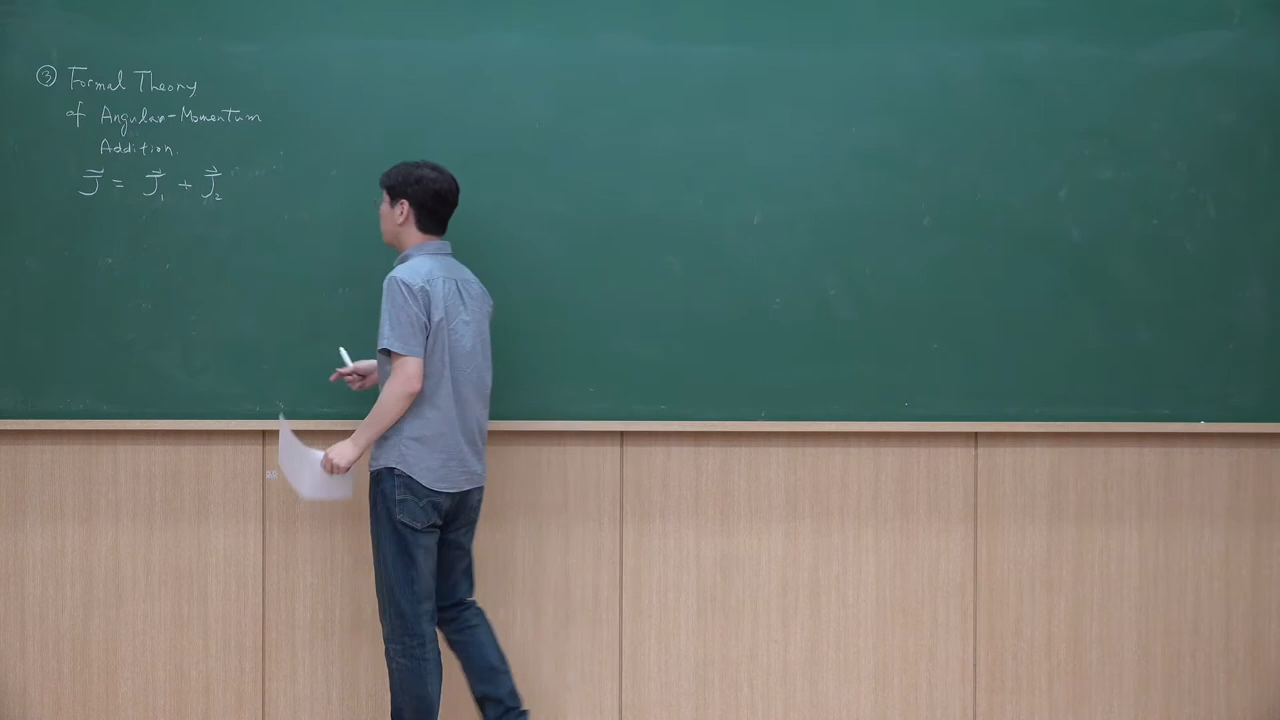 ③ Formal Theory
of Angular-Momentum
Addition.
J⃗ = J⃗₁ + J⃗₂